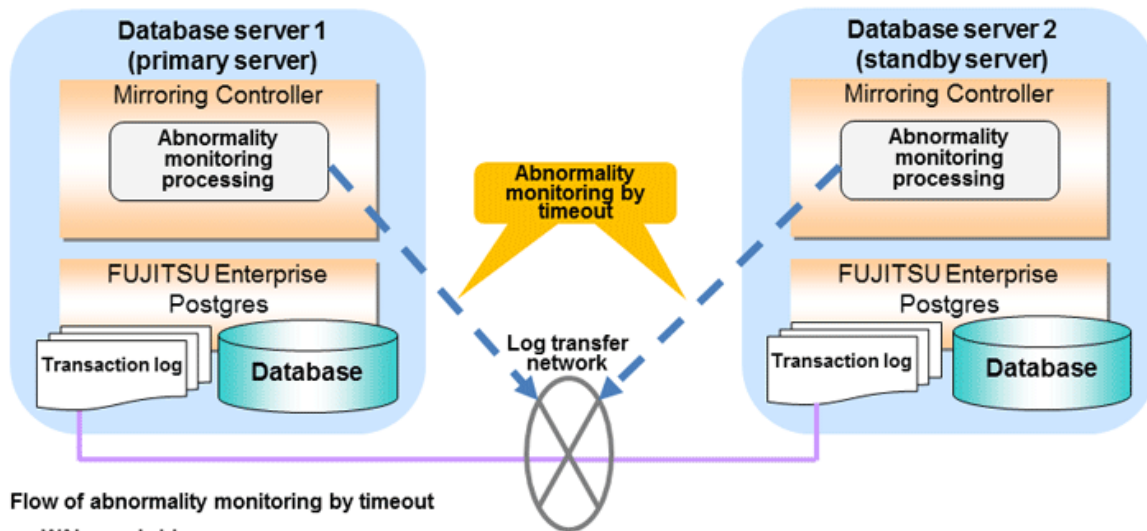 Database server 1
(primary server)
Mirroring Controller
Abnormality
monitoring
processing
FUJITSU Enterprise
Postgres
Transaction log
Database
Abnormality
monitoring by
timeout
Log transfer
network
Database server 2
(standby server)
Mirroring Controller
Abnormality
monitoring
processing
FUJITSU Enterprise
Postgres
Transaction log
Database
Flow of abnormality monitoring by timeout